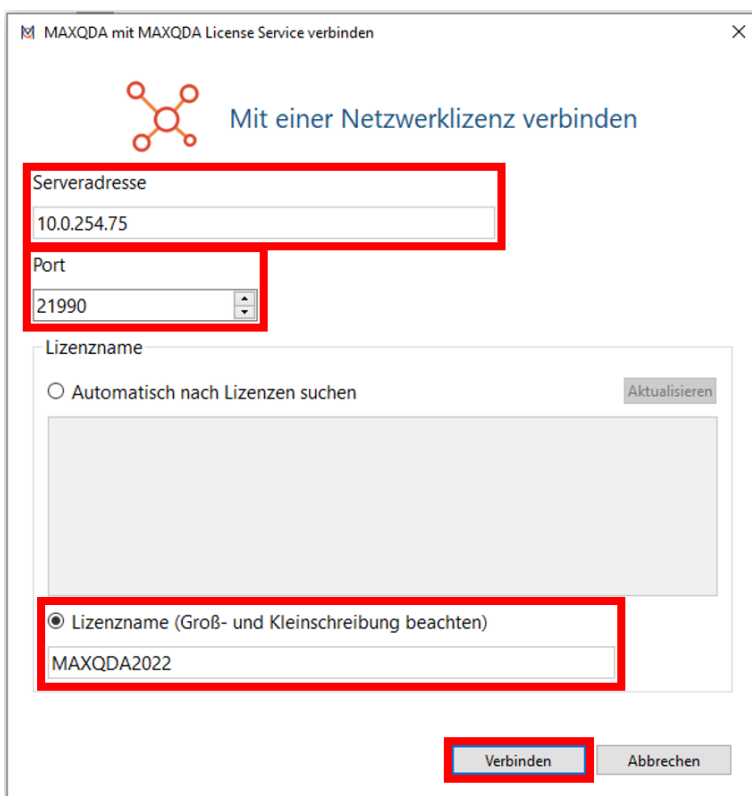 MAXQDA mit MAXQDA License Service verbinden
Mit einer Netzwerklizenz verbinden
Serveradresse
10.0.254.75
Port
21990
Lizenzname
Automatisch nach Lizenzen suchen
Aktualisieren
Lizenzname (Groß- und Kleinschreibung beachten)
MAXQDA2022
Verbinden
Abbrechen